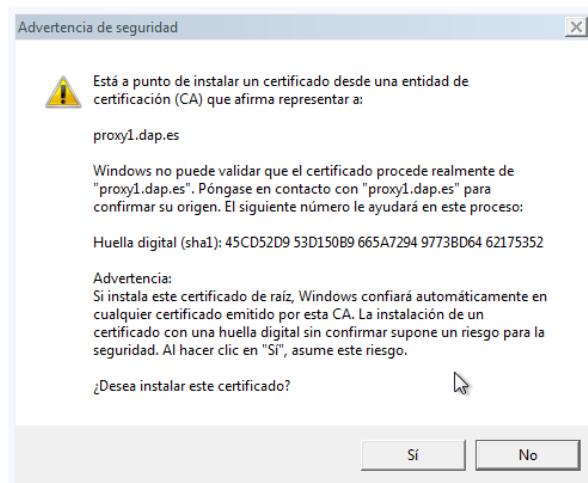 Advertencia de seguridad
Está a punto de instalar un certificado desde una entidad de
certificación (CA) que afirma representar a:
proxy1.dap.es
Windows no puede validar que el certificado procede realmente de
"proxy1.dap.es". Póngase en contacto con "proxy1.dap.es" para
confirmar su origen. El siguiente número le ayudará en este proceso:
Huella digital (sha1): 45CD52D9 53D150B9 665A7294 9773BD64 62175352
Advertencia:
Si instala este certificado de raíz, Windows confiará automáticamente en
cualquier certificado emitido por esta CA. La instalación de un
certificado con una huella digital sin confirmar supone un riesgo para la
seguridad. Al hacer clic en "Sí", asume este riesgo.
¿Desea instalar este certificado?
Sí
No